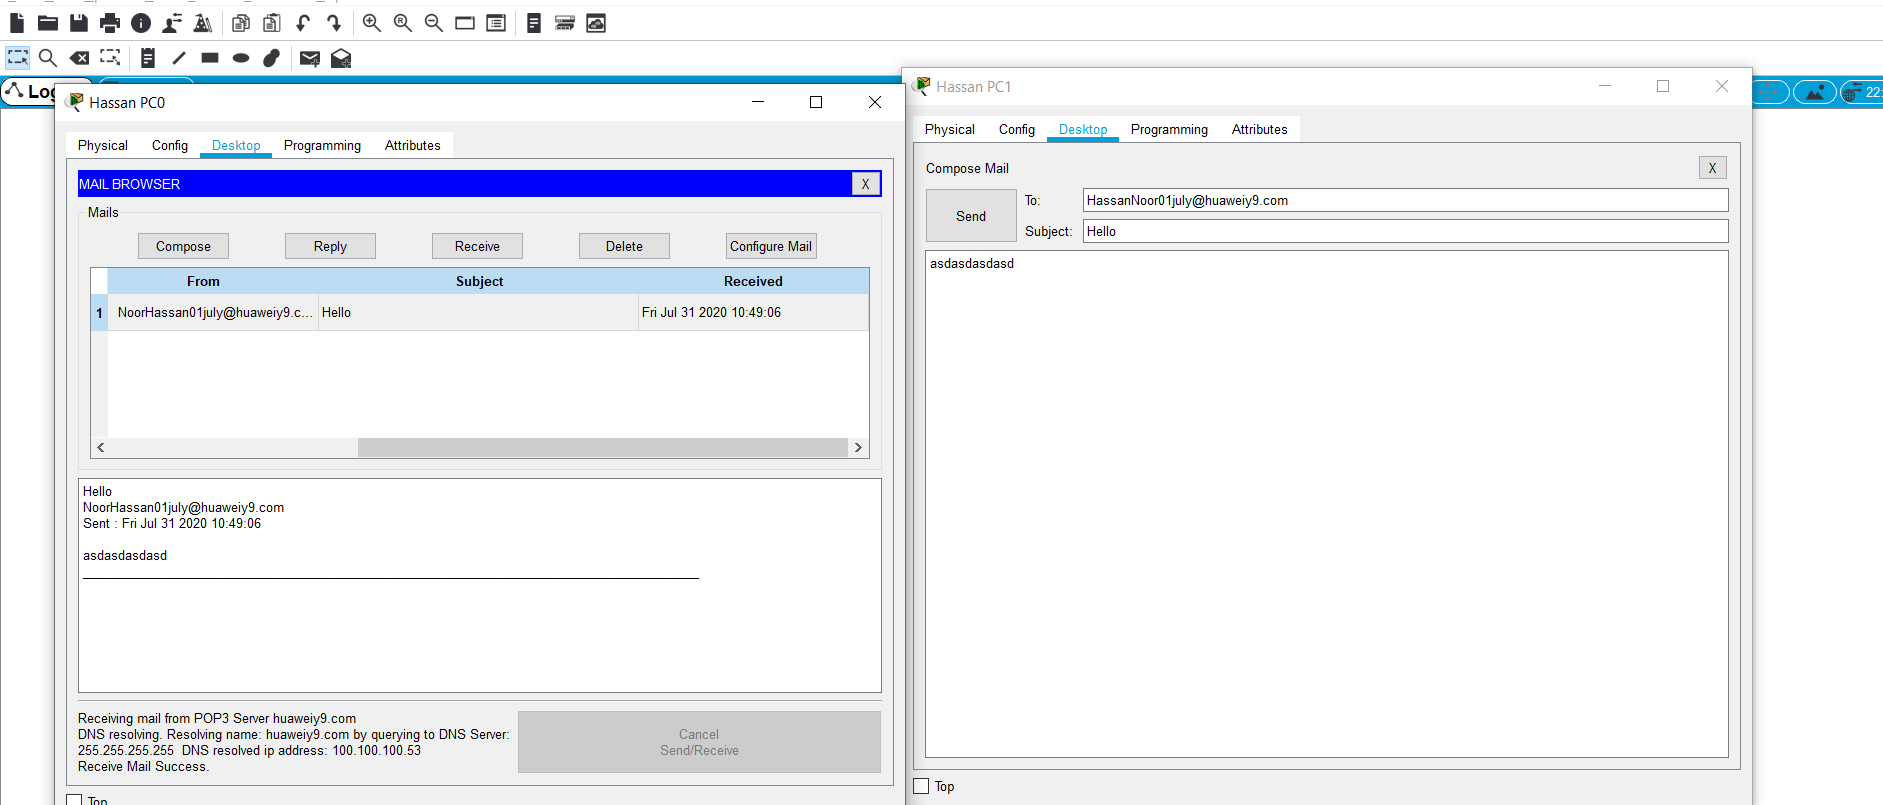 Hassan PC0
Physical Config Desktop Programming Attributes
MAIL BROWSER X
Mails
Compose Reply Receive Delete Configure Mail
From Subject Received
1 NoorHassan01july@huaweiy9.c... Hello Fri Jul 31 2020 10:49:06
Hello
NoorHassan01july@huaweiy9.com
Sent : Fri Jul 31 2020 10:49:06
asdasdasdasd
Receiving mail from POP3 Server huaweiy9.com
DNS resolving. Resolving name: huaweiy9.com by querying to DNS Server:
255.255.255.255 DNS resolved ip address: 100.100.100.53
Receive Mail Success.
Cancel
Send/Receive
Top
Hassan PC1
Physical Config Desktop Programming Attributes
Compose Mail X
Send
To: HassanNoor01july@huaweiy9.com
Subject: Hello
asdasdasdasd
Top
22: